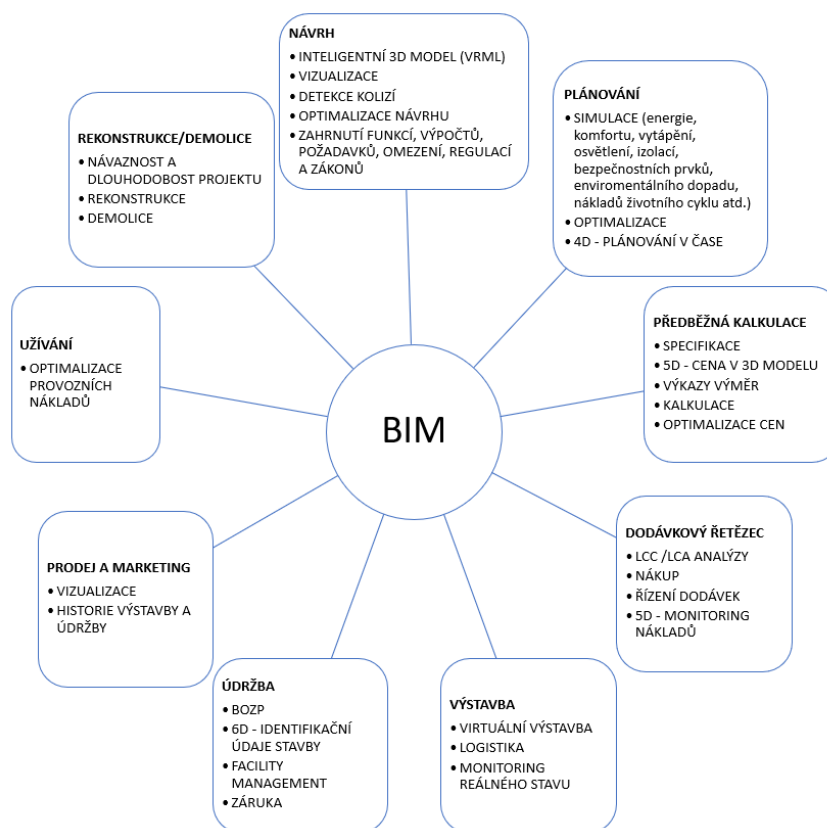 NÁVRH
• INTELIGENTNÍ 3D MODEL (VRML)
• VIZUALIZACE
• DETEKCE KOLIZÍ
• OPTIMALIZACE NÁVRHU
• ZAHRNUTÍ FUNKCÍ, VÝPOČTŮ,
POŽADAVKŮ, OMEZENÍ, REGULACÍ
A ZÁKONŮ
PLÁNOVÁNÍ
• SIMULACE (energie,
komfortu, vytápění,
osvětlení, izolací,
bezpečnostních prvků,
enviromentálního dopadu,
nákladů životního cyklu atd.)
• OPTIMALIZACE
• 4D - PLÁNOVÁNÍ V ČASE
PŘEDBĚŽNÁ KALKULACE
• SPECIFIKACE
• 5D - CENA V 3D MODELU
• VÝKAZY VÝMĚR
• KALKULACE
• OPTIMALIZACE CEN
DODÁVKOVÝ ŘETĚZEC
• LCC /LCA ANALÝZY
• NÁKUP
• ŘÍZENÍ DODÁVEK
• 5D - MONITORING
NÁKLADŮ
VÝSTAVBA
• VIRTUÁLNÍ VÝSTAVBA
• LOGISTIKA
• MONITORING
REÁLNÉHO STAVU
ÚDRŽBA
• BOZP
• 6D - IDENTIFIKAČNÍ
ÚDAJE STAVBY
• FACILITY
MANAGEMENT
• ZÁRUKA
PRODEJ A MARKETING
• VIZUALIZACE
• HISTORIE VÝSTAVBY A
ÚDRŽBY
UŽÍVÁNÍ
• OPTIMALIZACE
PROVOZNÍCH
NÁKLADŮ
REKONSTRUKCE/DEMOLICE
• NÁVAZNOST A
DLOUHODOBOST PROJEKTU
• REKONSTRUKCE
• DEMOLICE
BIM